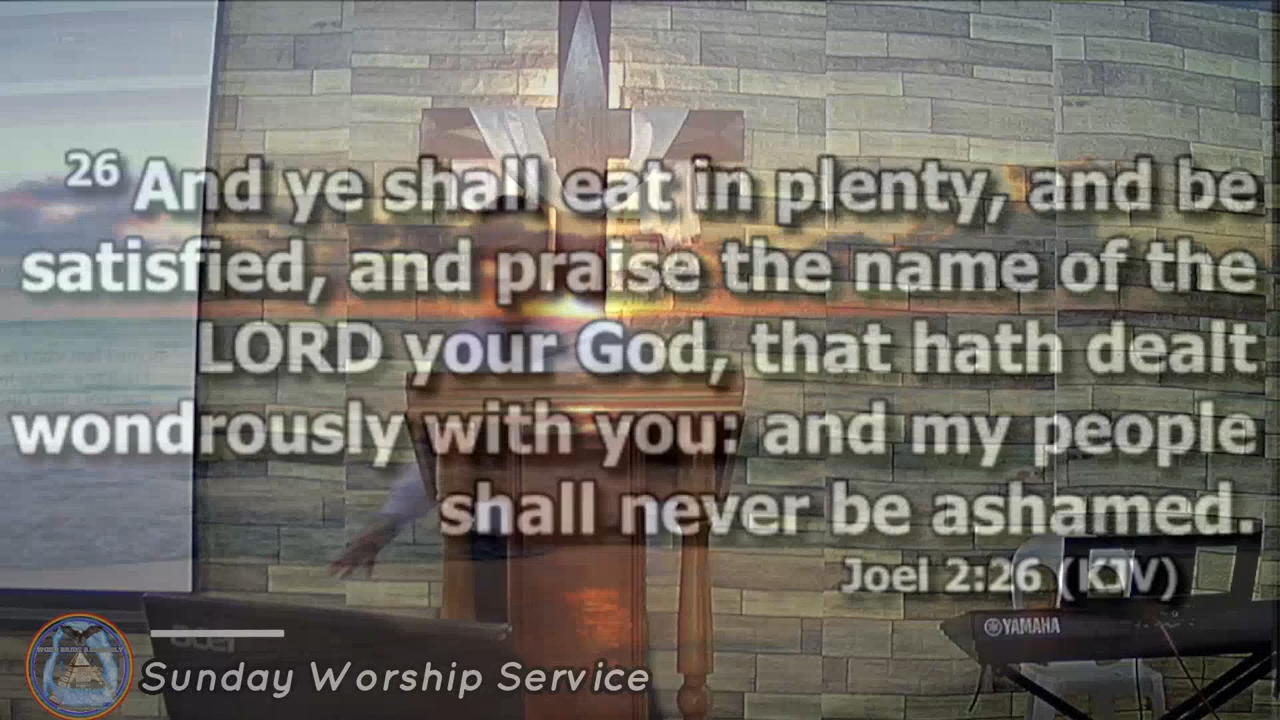 26 And ye shall eat in plenty, and be
satisfied, and praise the name of the
LORD your God, that hath dealt
wondrously with you: and my people
shall never be ashamed.
Joel 2:26 (KJV)
acer
YAMAHA
Sunday Worship Service